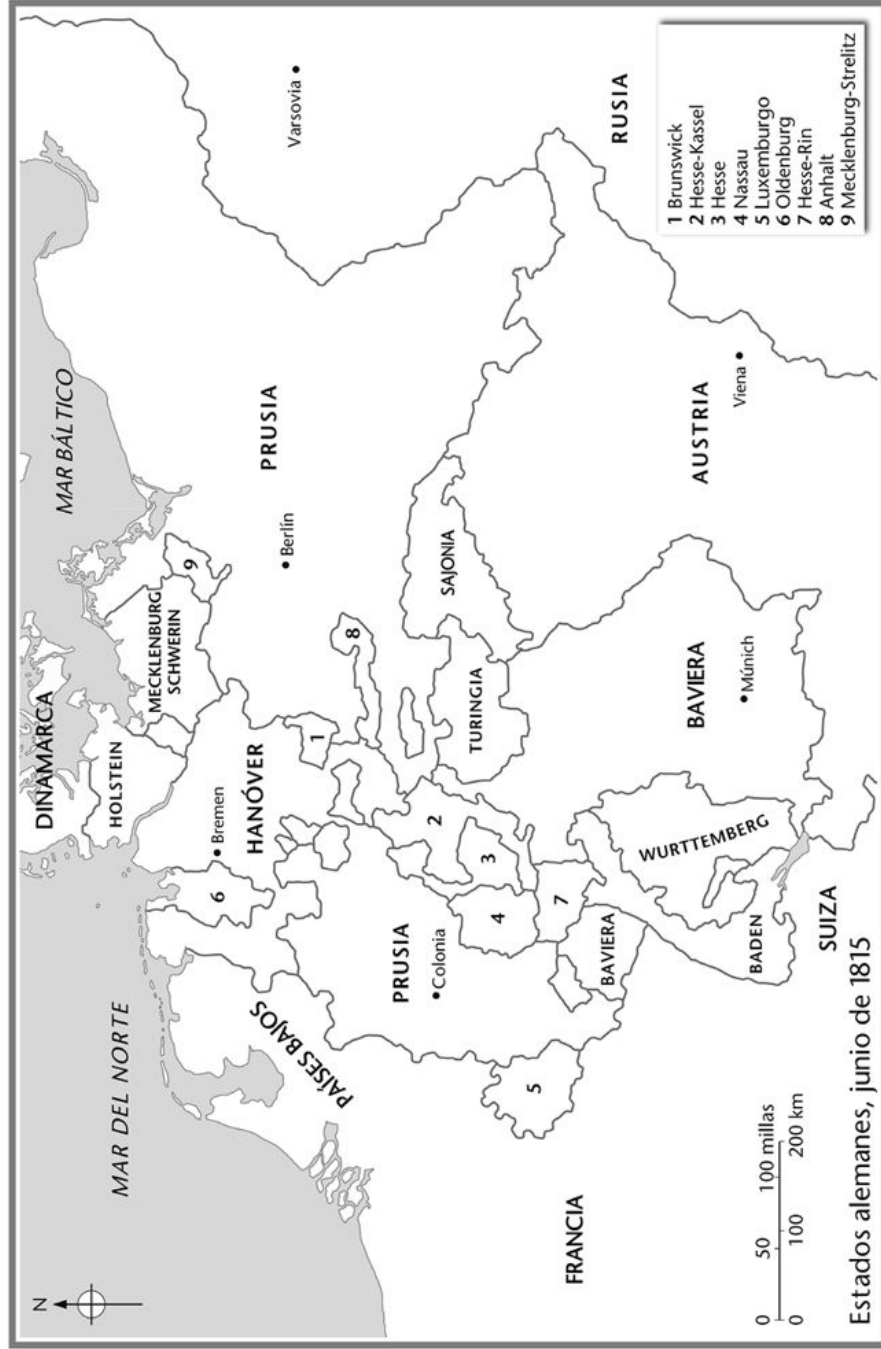 N
MAR DEL NORTE
DINAMARCA
MAR BÁLTICO
HOLSTEIN
MECKLENBURG
SCHWERIN
9
6
Bremen
HANÓVER
PRUSIA
Berlín
Varsovia
PAÍSES BAJOS
1
8
PRUSIA
Colonia
2
3
4
TURINGIA
SAJONIA
5
7
BAVIERA
FRANCIA
WURTTEMBERG
BADEN
SUIZA
BAVIERA
Múnich
AUSTRIA
Viena
RUSIA
1 Brunswick
2 Hesse-Kassel
3 Hesse
4 Nassau
5 Luxemburgo
6 Oldenburg
7 Hesse-Rin
8 Anhalt
9 Mecklenburg-Strelitz
0 50 100 millas
0 100 200 km
Estados alemanes, junio de 1815